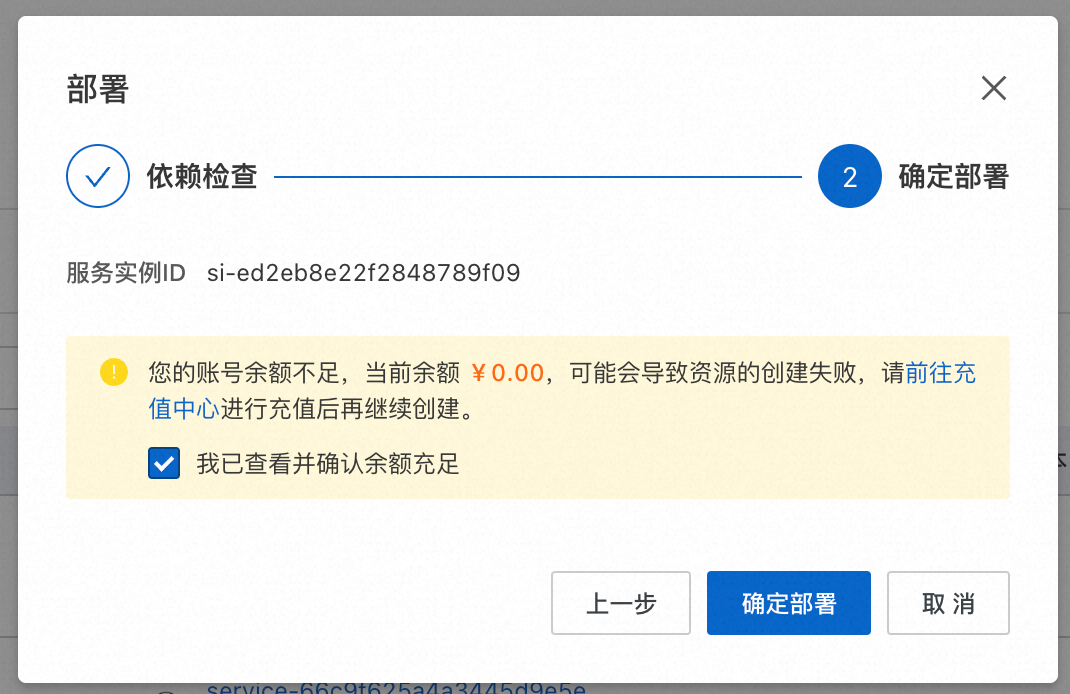 部署
依赖检查
2 确定部署
服务实例ID si-ed2eb8e22f2848789f09
您的账号余额不足，当前余额 ¥ 0.00，可能会导致资源的创建失败，请前往充
值中心进行充值后再继续创建。
我已查看并确认余额充足
上一步 确定部署 取 消
service-66c9f625a4a3445d9e5e